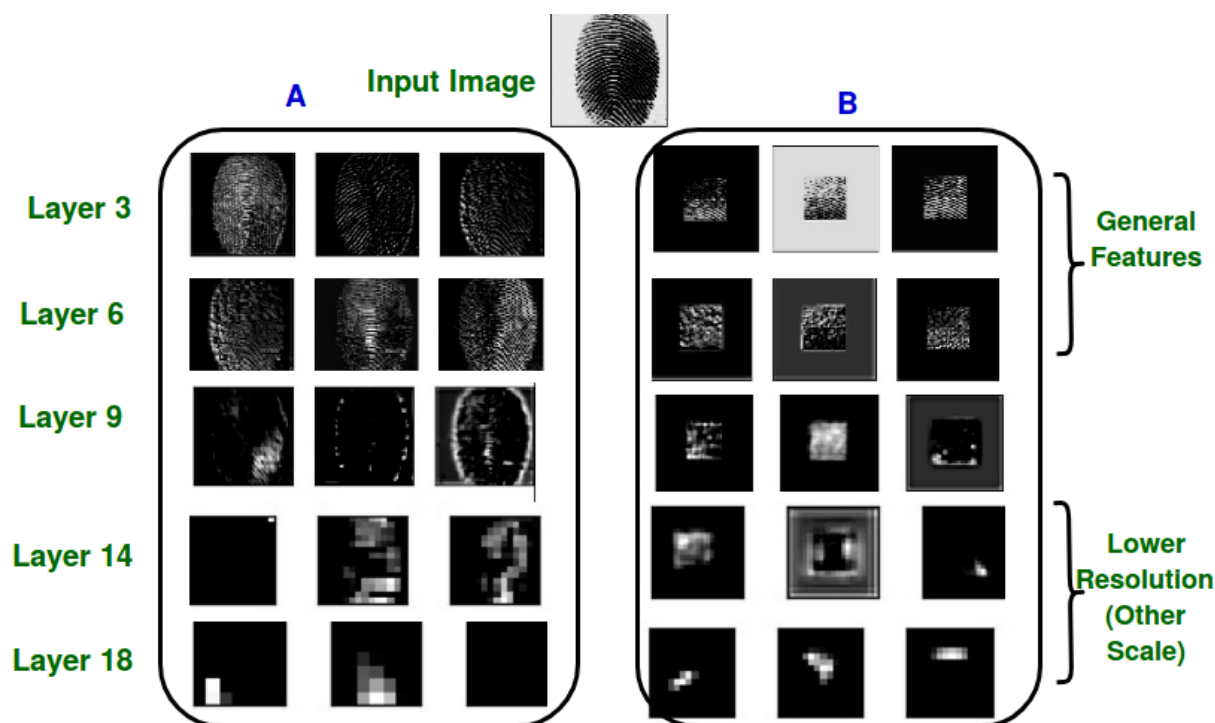 Input Image
A
B
Layer 3
Layer 6
Layer 9
Layer 14
Layer 18
General
Features
Lower
Resolution
(Other
Scale)